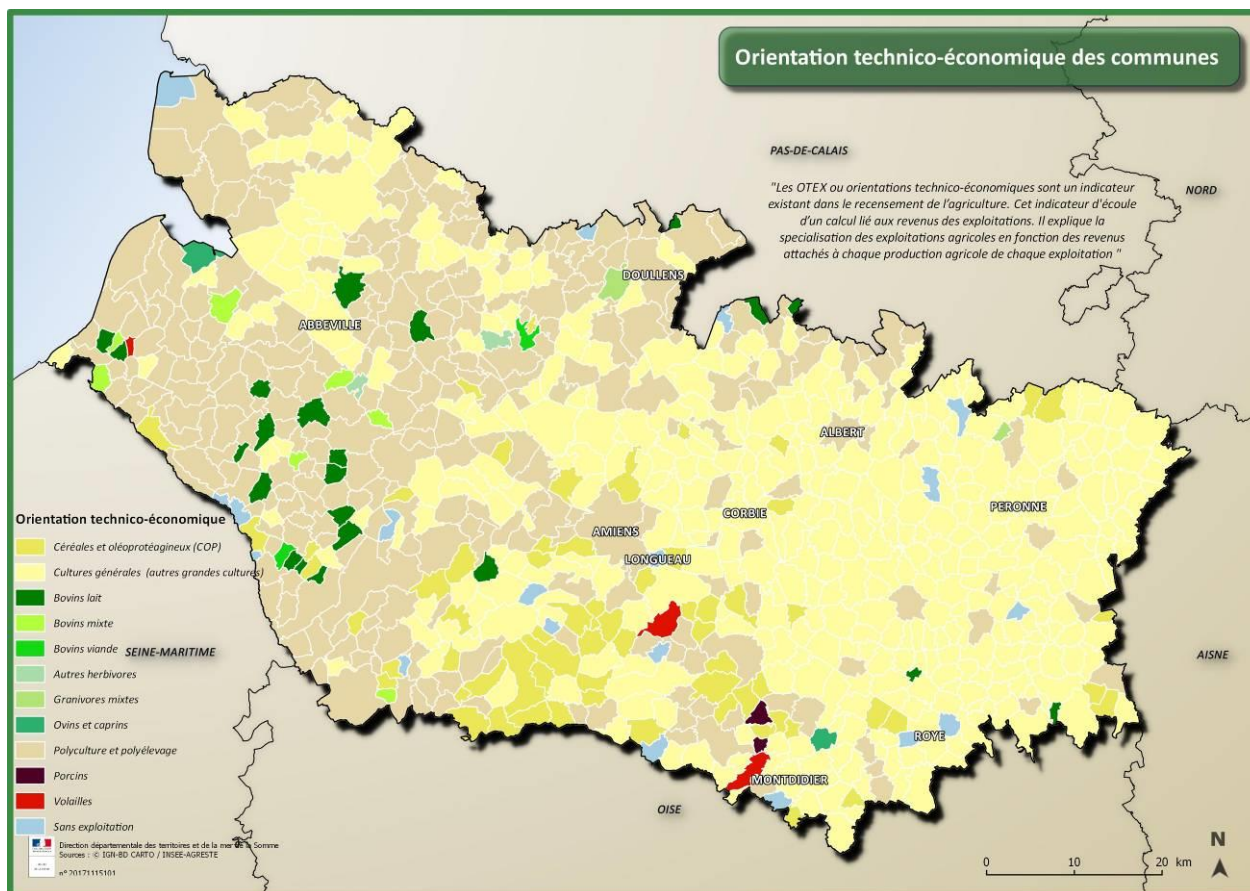 Orientation technico-économique des communes
PAS-DE-CALAIS
NORD
"Les OTEX ou orientations technico-économiques sont un indicateur
existant dans le recensement de l'agriculture. Cet indicateur d'écoule
d'un calcul lié aux revenus des exploitations. Il explique la
specialisation des exploitations agricoles en fonction des revenus
attachés à chaque production agricole de chaque exploitation "
DOULLENS
ABBEVILLE
ALBERT
PERONNE
CORBIE
AMIENS
LONGUEAU
Orientation technico-économique
Céréales et oléoprotéagineux (COP)
Cultures générales (autres grandes cultures)
Bovins lait
Bovins mixte
Bovins viande
SEINE-MARITIME
AISNE
Autres herbivores
Granivores mixtes
Ovins et caprins
Polyculture et polyélevage
ROYE
Porcins
MONTDIDIER
Volailles
OISE
Sans exploitation
Direction départementale des territoires et de la mer de la Somme
Sources : © IGN-BD CARTO / INSEE-AGRESTE
n° 20171115101
N
0 10 20 km